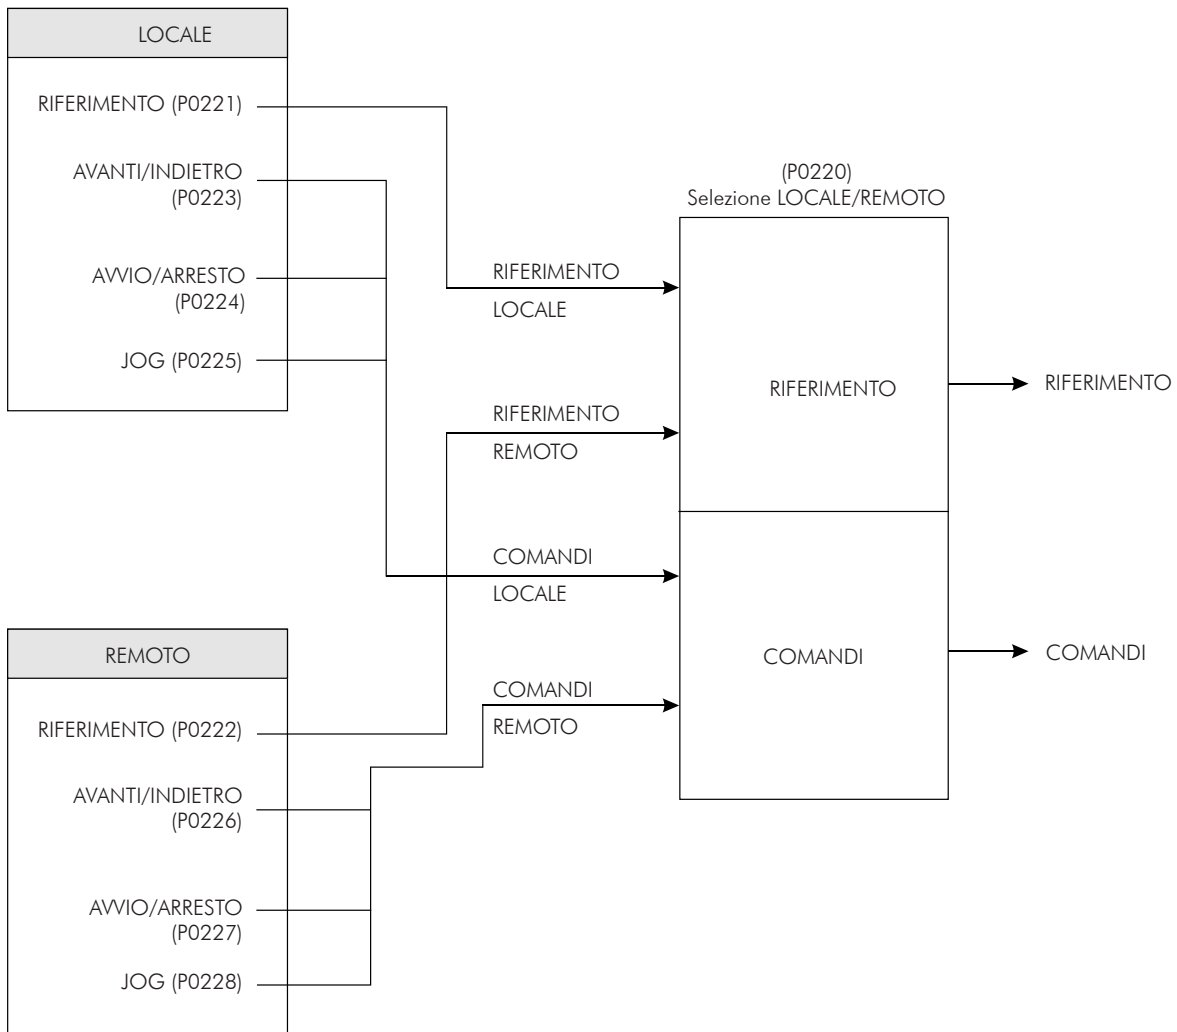 LOCALE
RIFERIMENTO (P0221)
AVANTI/INDIETRO
(P0223)
AVVIO/ARRESTO
(P0224)
JOG (P0225)
RIFERIMENTO
LOCALE
RIFERIMENTO
REMOTO
COMANDI
LOCALE
COMANDI
REMOTO
(P0220)
Selezione LOCALE/REMOTO
RIFERIMENTO
COMANDI
RIFERIMENTO
COMANDI
REMOTO
RIFERIMENTO (P0222)
AVANTI/INDIETRO
(P0226)
AVVIO/ARRESTO
(P0227)
JOG (P0228)